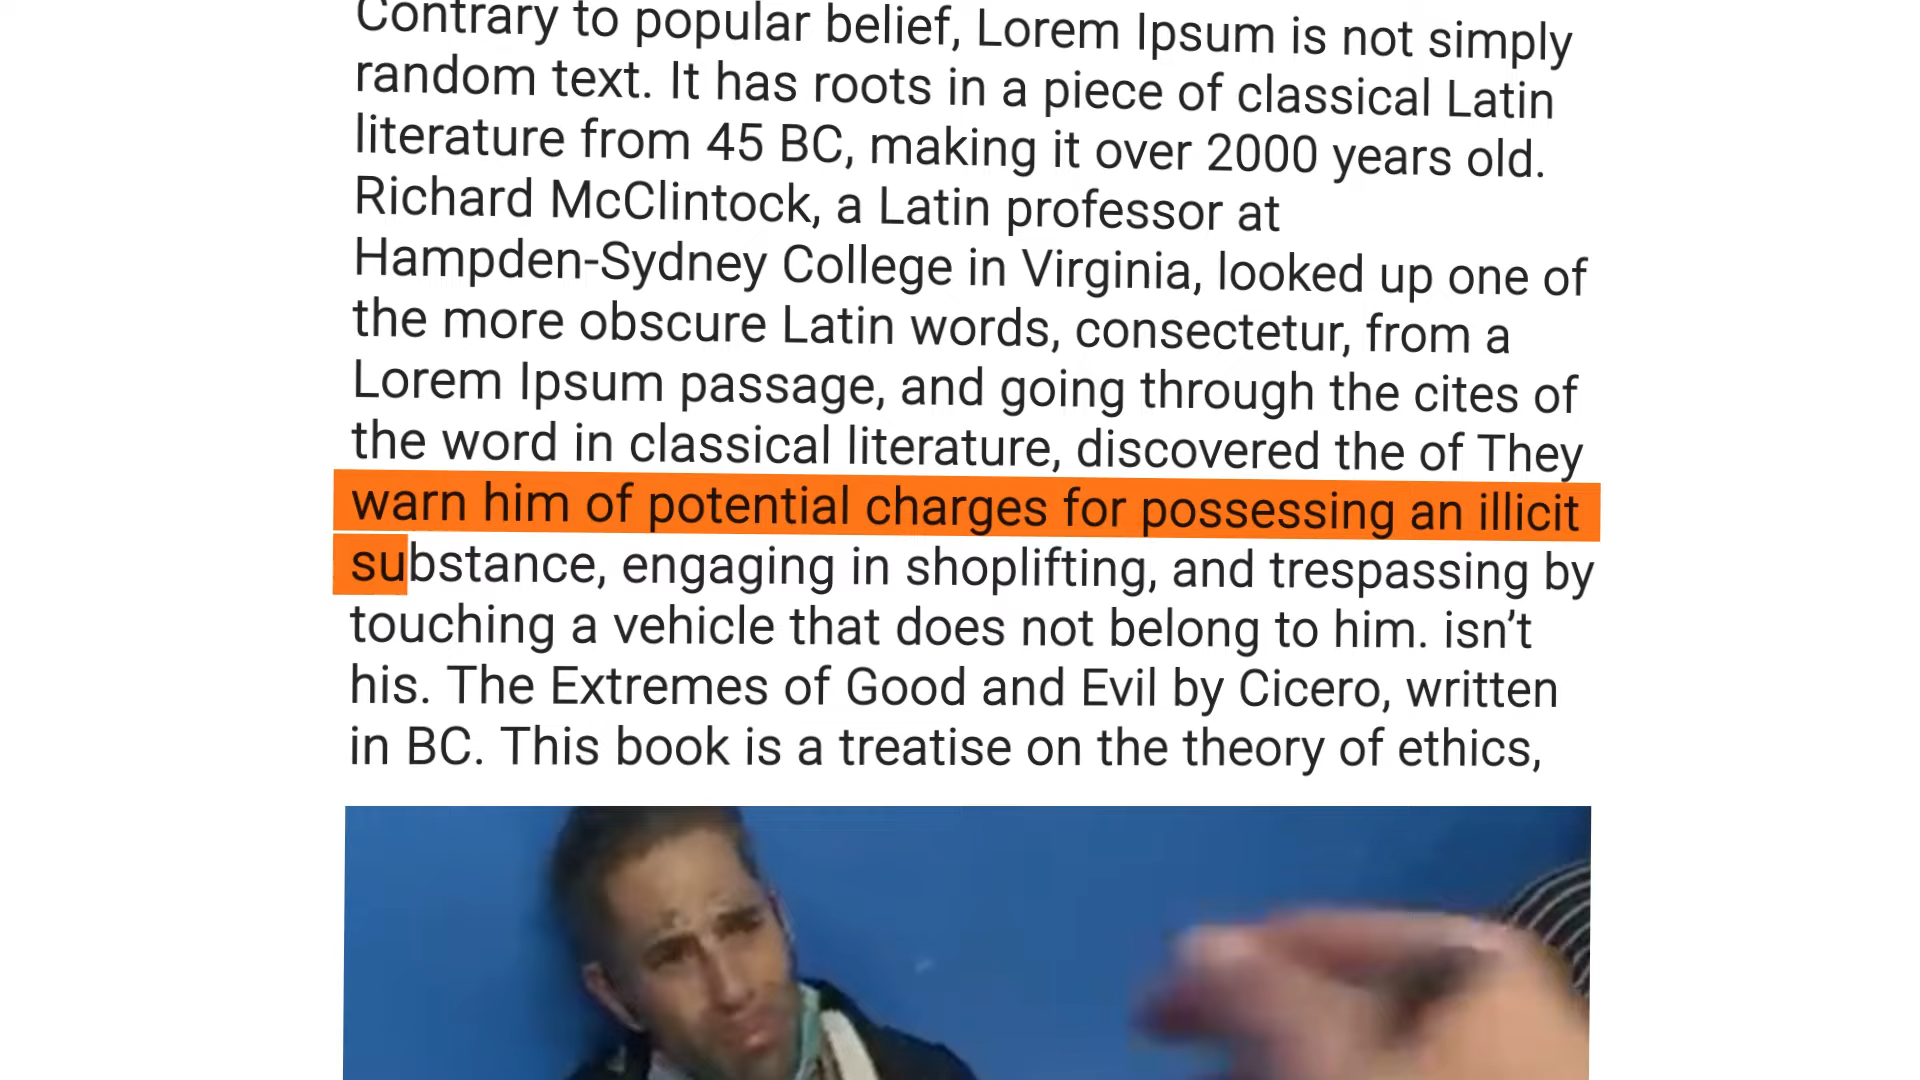 Contrary to popular belief, Lorem Ipsum is not simply
random text. It has roots in a piece of classical Latin
literature from 45 BC, making it over 2000 years old.
Richard McClintock, a Latin professor at
Hampden-Sydney College in Virginia, looked up one of
the more obscure Latin words, consectetur, from a
Lorem Ipsum passage, and going through the cites of
the word in classical literature, discovered the of They
warn him of potential charges for possessing an illicit
substance, engaging in shoplifting, and trespassing by
touching a vehicle that does not belong to him. isn’t
his. The Extremes of Good and Evil by Cicero, written
in BC. This book is a treatise on the theory of ethics,